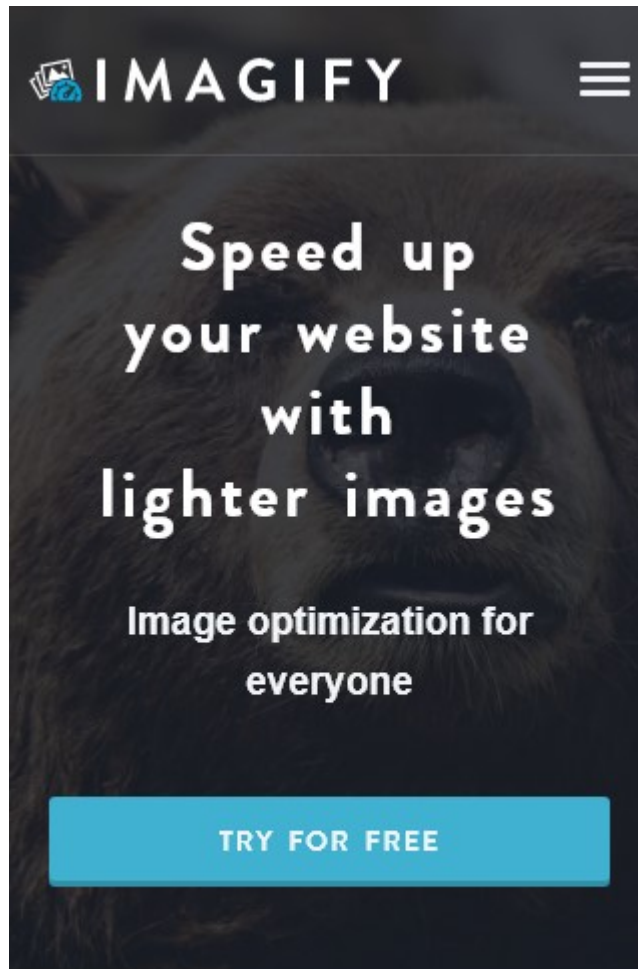 IMAGIFY
Speed up
your website
with
lighter images
Image optimization for
everyone
TRY FOR FREE